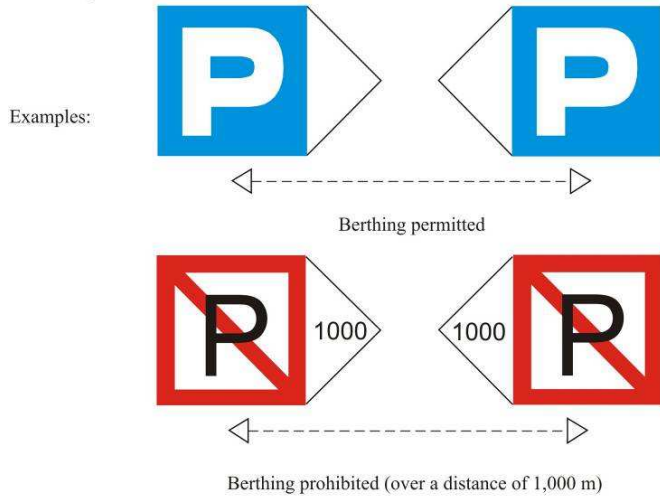 P P
Examples:
Berthing permitted
P 1000 1000 P
Berthing prohibited (over a distance of 1,000 m)